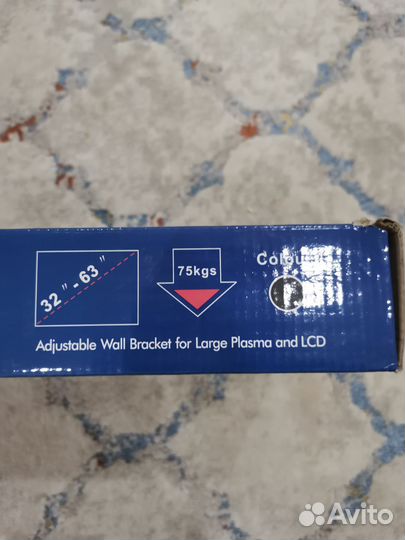 32" - 63"
75kgs
Adjustable Wall Bracket for Large Plasma and LCD
Avito